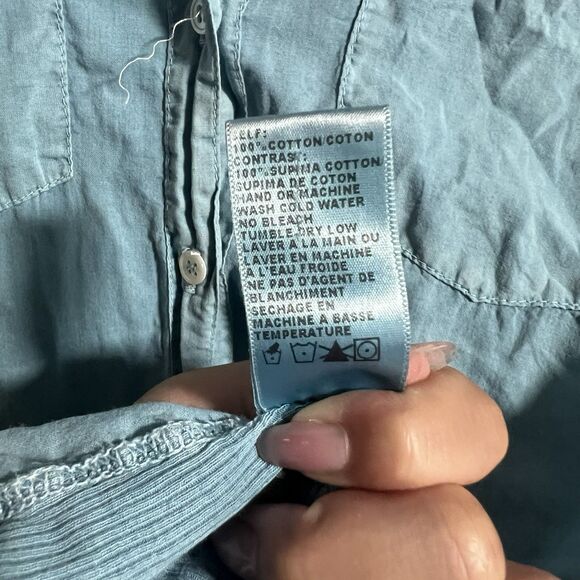 SELF:
100% COTTON/COTON
CONTRAST:
100% SUPIMA COTTON
SUPIMA DE COTON
HAND OR MACHINE
WASH COLD WATER
NO BLEACH
TUMBLE DRY LOW
LAVER A LA MAIN OU
LAVER EN MACHINE
A L'EAU FROIDE
NE PAS D'AGENT DE
BLANCHIMENT
SECHAGE EN
MACHINE A BASSE
TEMPERATURE